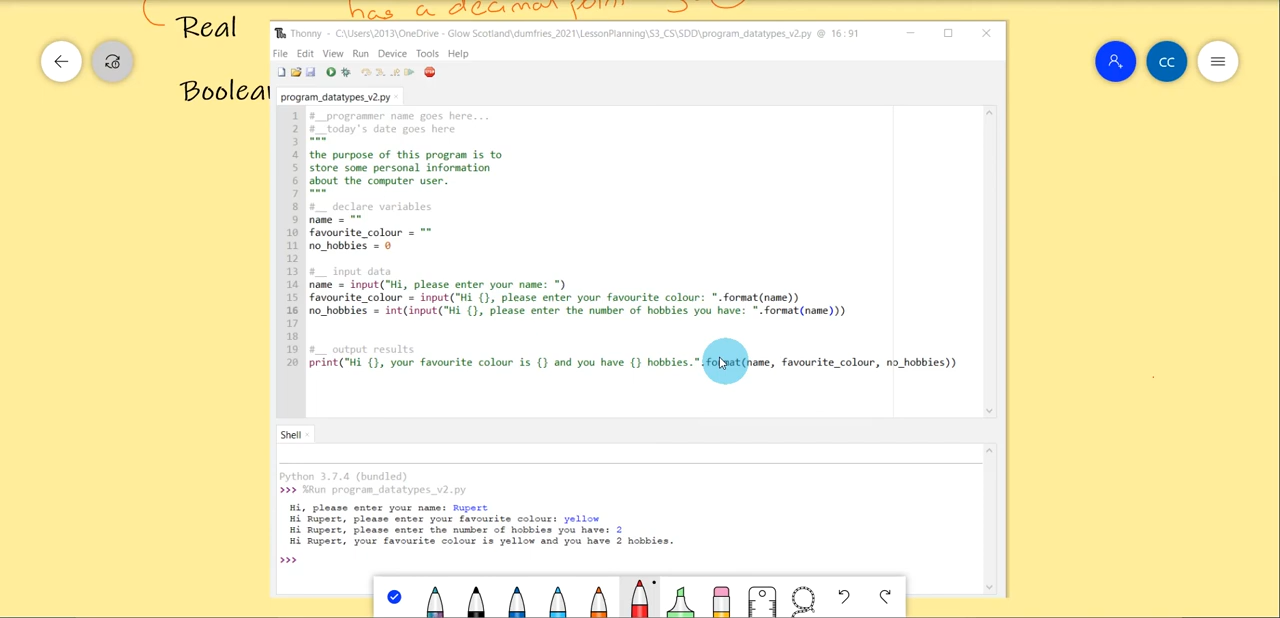 has a decimal point
Real
Boolean
Thonny - C:\Users\2013\OneDrive - Glow Scotland\dumfries_2021\LessonPlanning\S3_CS\SDD\program_datatypes_v2.py @ 16 : 91
File Edit View Run Device Tools Help
program_datatypes_v2.py
CC
1 #__programmer name goes here...
2 #__today's date goes here
3 """
4 the purpose of this program is to
5 store some personal information
6 about the computer user.
7 """
8 #__ declare variables
9 name = ""
10 favourite_colour = ""
11 no_hobbies = 0
12
13 #__ input data
14 name = input("Hi, please enter your name: ")
15 favourite_colour = input("Hi {}, please enter your favourite colour: ".format(name))
16 no_hobbies = int(input("Hi {}, please enter the number of hobbies you have: ".format(name)))
17
18
19 #__ output results
20 print("Hi {}, your favourite colour is {} and you have {} hobbies.".format(name, favourite_colour, no_hobbies))
Shell
Python 3.7.4 (bundled)
>>> %Run program_datatypes_v2.py
Hi, please enter your name: Rupert
Hi Rupert, please enter your favourite colour: yellow
Hi Rupert, please enter the number of hobbies you have: 2
Hi Rupert, your favourite colour is yellow and you have 2 hobbies.
>>>